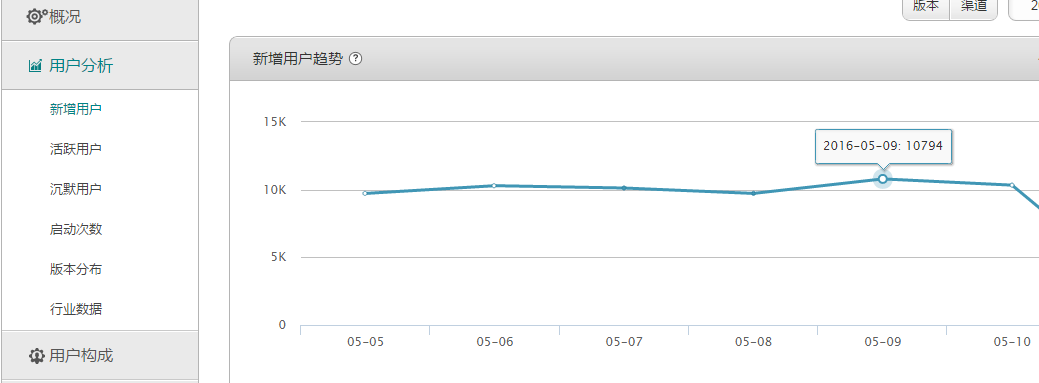 概况
用户分析
新增用户
活跃用户
沉默用户
启动次数
版本分布
行业数据
用户构成
版本 渠道
新增用户趋势 ?
15K
10K
5K
0
2016-05-09: 10794
05-05 05-06 05-07 05-08 05-09 05-10